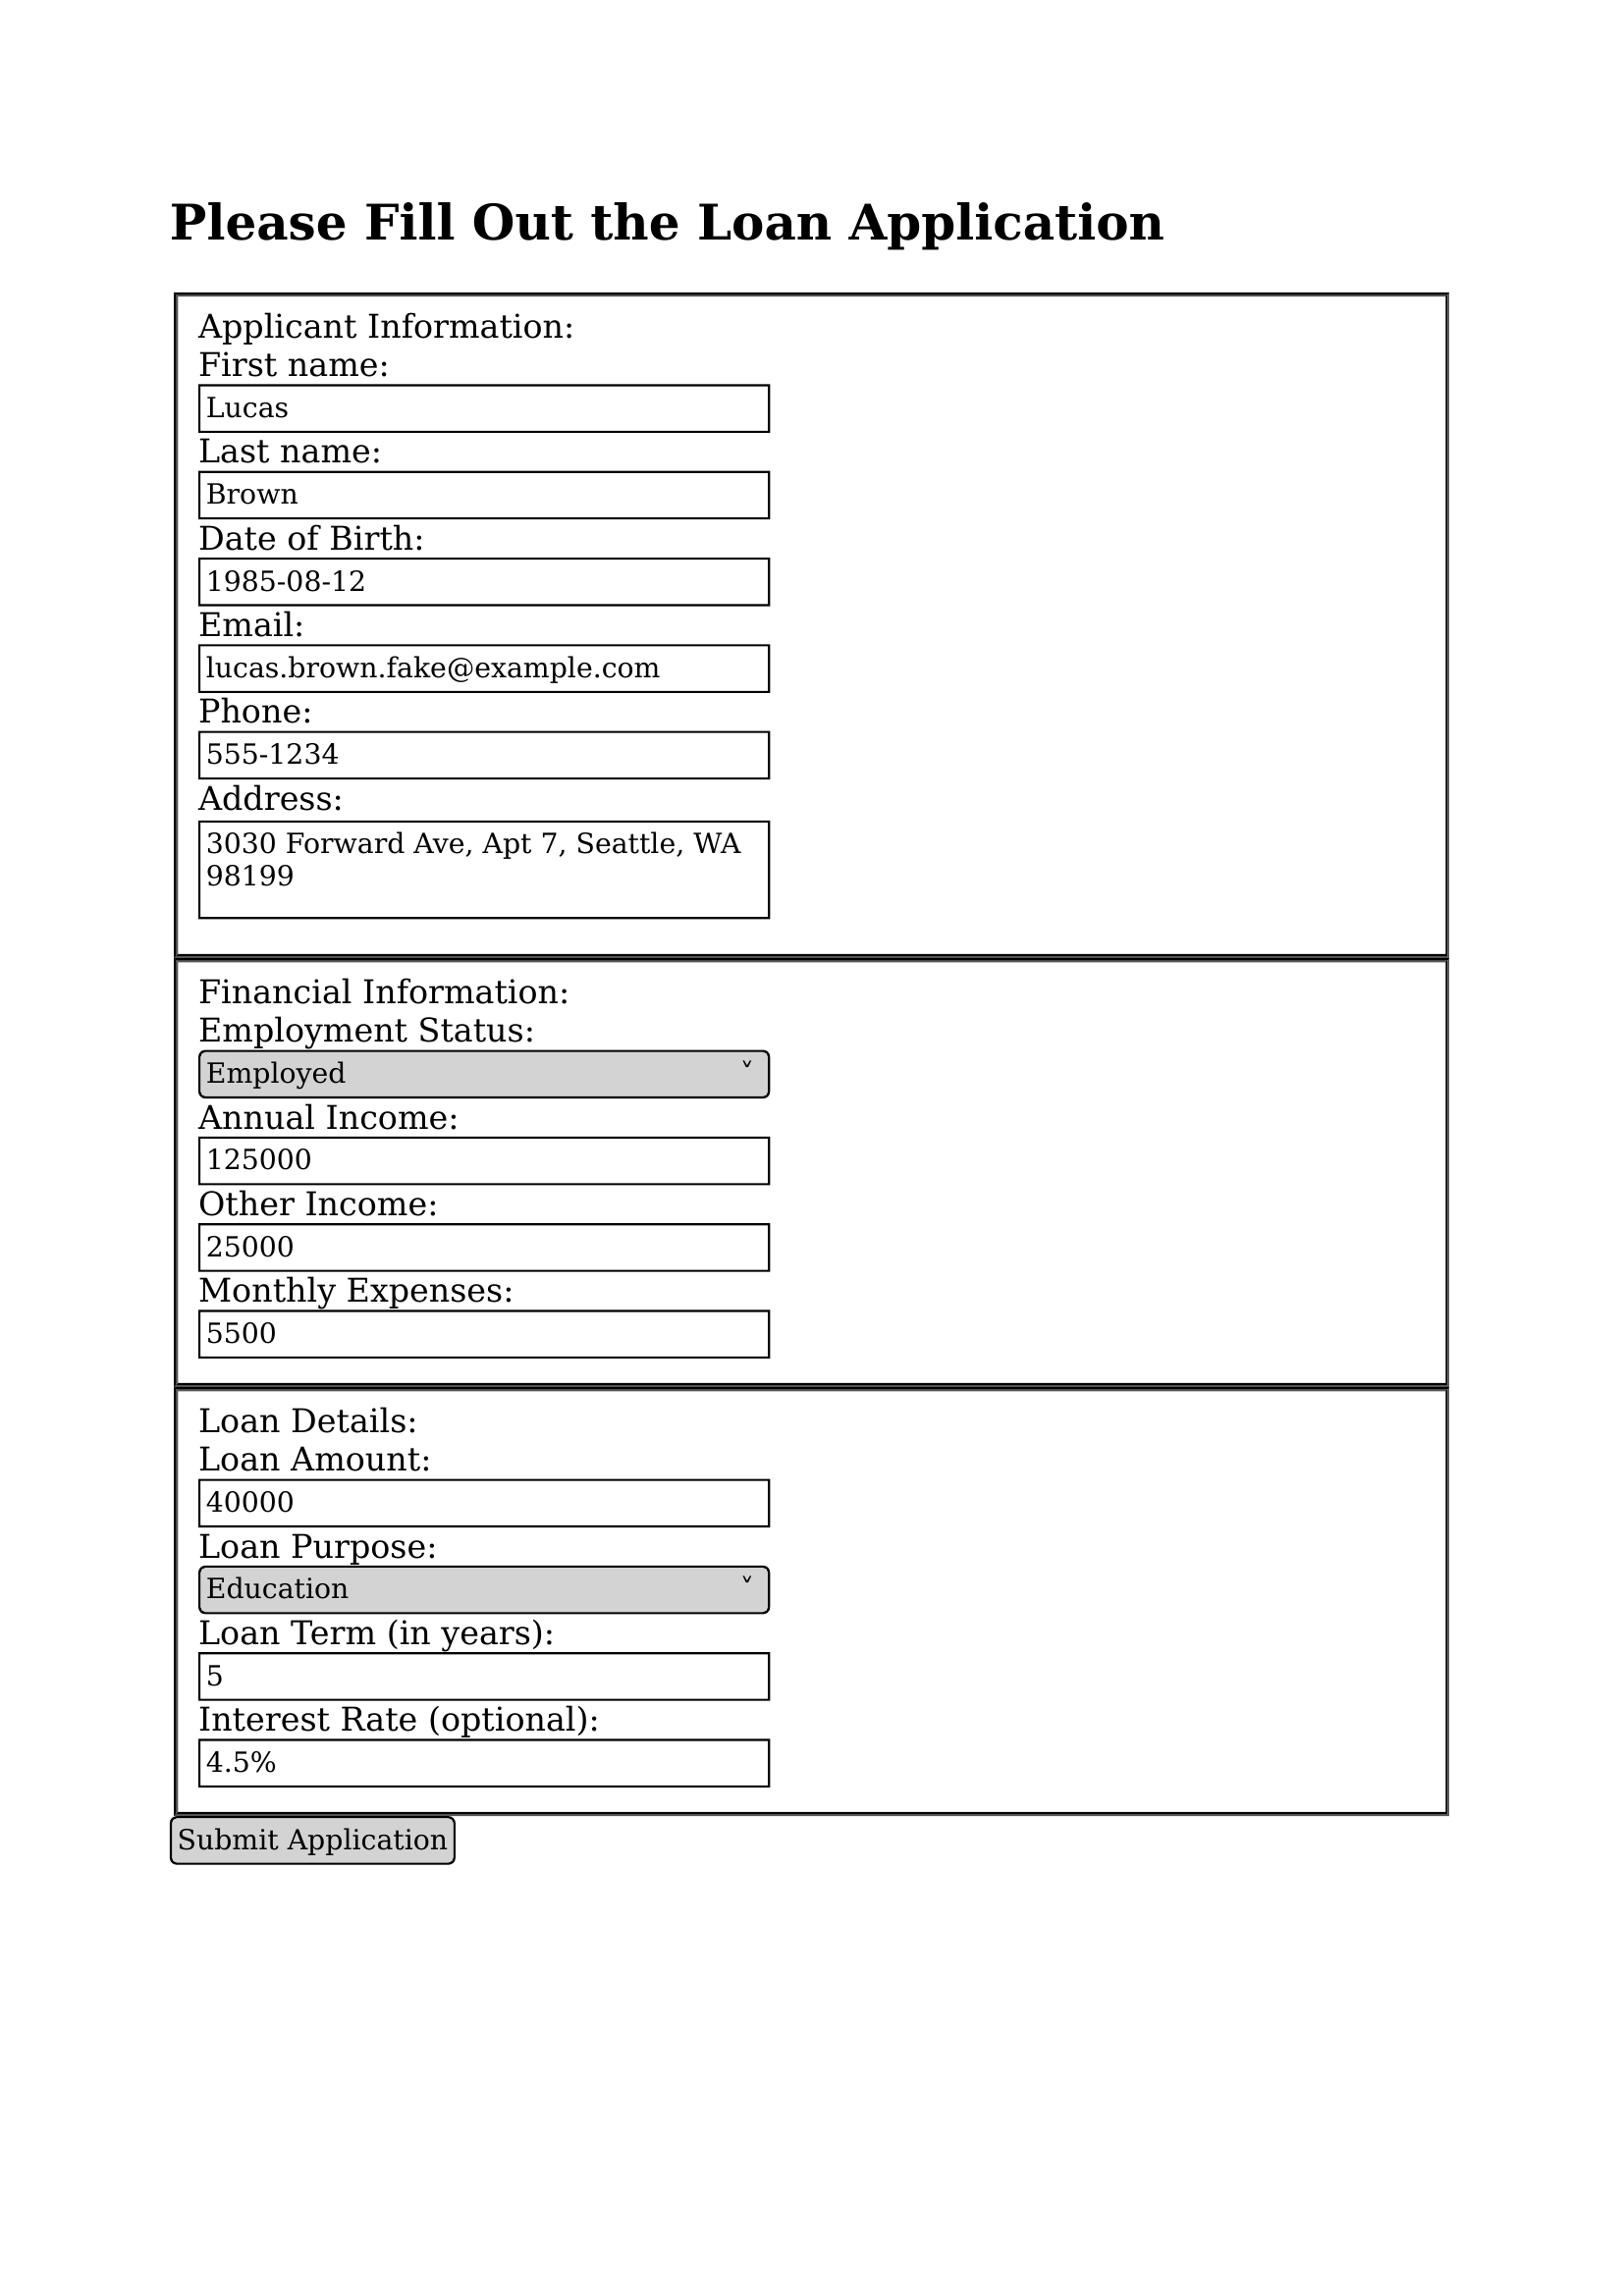 Please Fill Out the Loan Application
Applicant Information:
First name:
Lucas
Last name:
Brown
Date of Birth:
1985-08-12
Email:
lucas.brown.fake@example.com
Phone:
555-1234
Address:
3030 Forward Ave, Apt 7, Seattle, WA
98199
Financial Information:
Employment Status:
Employed
Annual Income:
125000
Other Income:
25000
Monthly Expenses:
5500
Loan Details:
Loan Amount:
40000
Loan Purpose:
Education
Loan Term (in years):
5
Interest Rate (optional):
4.5%
Submit Application